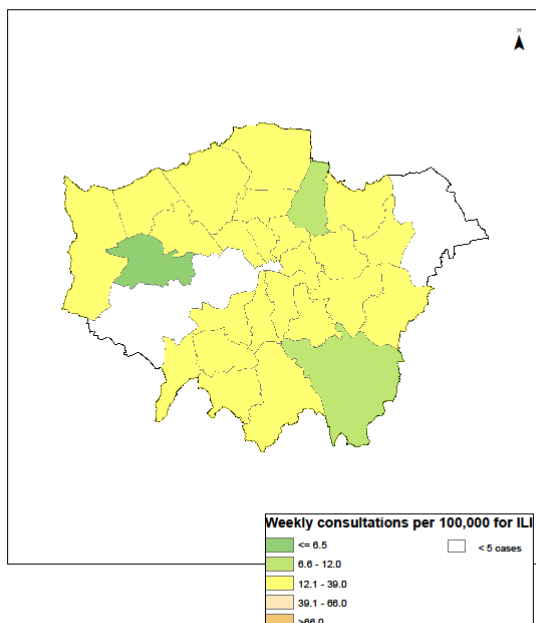 Weekly consultations per 100,000 for ILI
<= 6.5
< 5 cases
6.6 - 12.0
12.1 - 39.0
39.1 - 66.0
>66.0